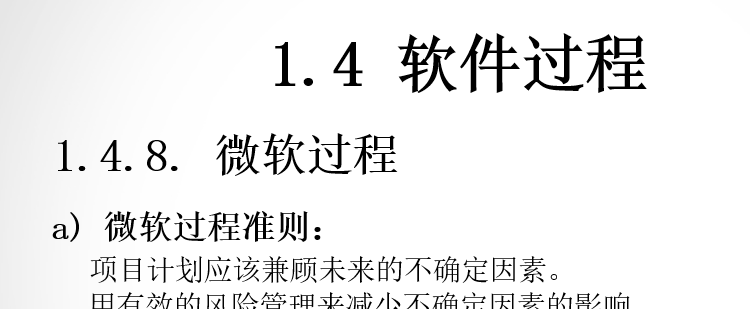 1.4 软件过程
1.4.8. 微软过程
a) 微软过程准则：
项目计划应该兼顾未来的不确定因素。
用有效的风险管理来减少不确定因素的影响